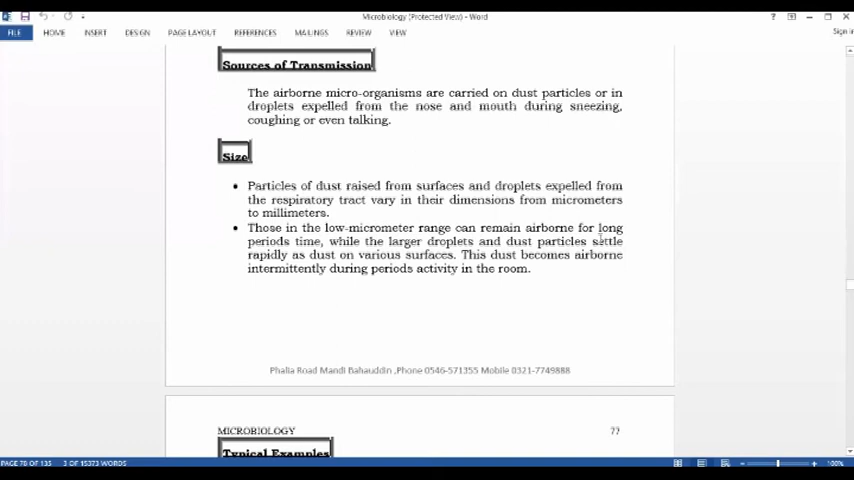 Microbiology (Protected View) - Word
FILE HOME INSERT DESIGN PAGE LAYOUT REFERENCES MAILINGS REVIEW VIEW Sign in
Sources of Transmission
The airborne micro-organisms are carried on dust particles or in
droplets expelled from the nose and mouth during sneezing,
coughing or even talking.
Size
• Particles of dust raised from surfaces and droplets expelled from
the respiratory tract vary in their dimensions from micrometers
to millimeters.
• Those in the low-micrometer range can remain airborne for long
periods time, while the larger droplets and dust particles settle
rapidly as dust on various surfaces. This dust becomes airborne
intermittently during periods activity in the room.
Phalia Road Mandi Bahauddin ,Phone 0546-571355 Mobile 0321-7749888
MICROBIOLOGY 77
Typical Examples
PAGE 78 OF 135 3 OF 15373 WORDS 100%